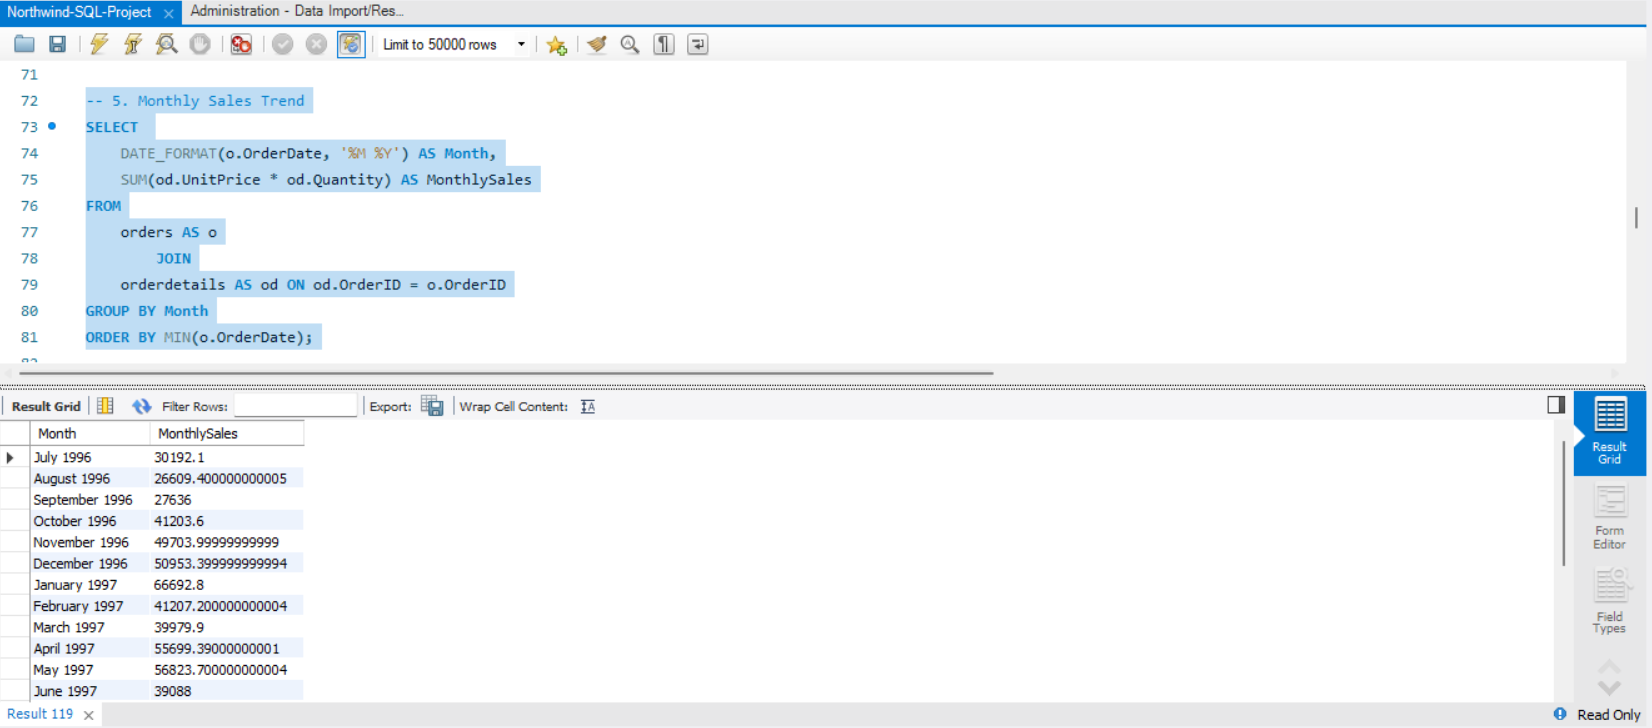 Northwind-SQL-Project × Administration - Data Import/Res...
Limit to 50000 rows
71
72 -- 5. Monthly Sales Trend
73 SELECT
74 DATE_FORMAT(o.OrderDate, '%M %Y') AS Month,
75 SUM(od.UnitPrice * od.Quantity) AS MonthlySales
76 FROM
77 orders AS o
78 JOIN
79 orderdetails AS od ON od.OrderID = o.OrderID
80 GROUP BY Month
81 ORDER BY MIN(o.OrderDate);
Result Grid Filter Rows: Export: Wrap Cell Content: IA
Month MonthlySales
July 1996 30192.1
August 1996 26609.400000000005
September 1996 27636
October 1996 41203.6
November 1996 49703.99999999999
December 1996 50953.399999999994
January 1997 66692.8
February 1997 41207.200000000004
March 1997 39979.9
April 1997 55699.39000000001
May 1997 56823.700000000004
June 1997 39088
Result
Grid
Form
Editor
Field
Types
Result 119 × Read Only